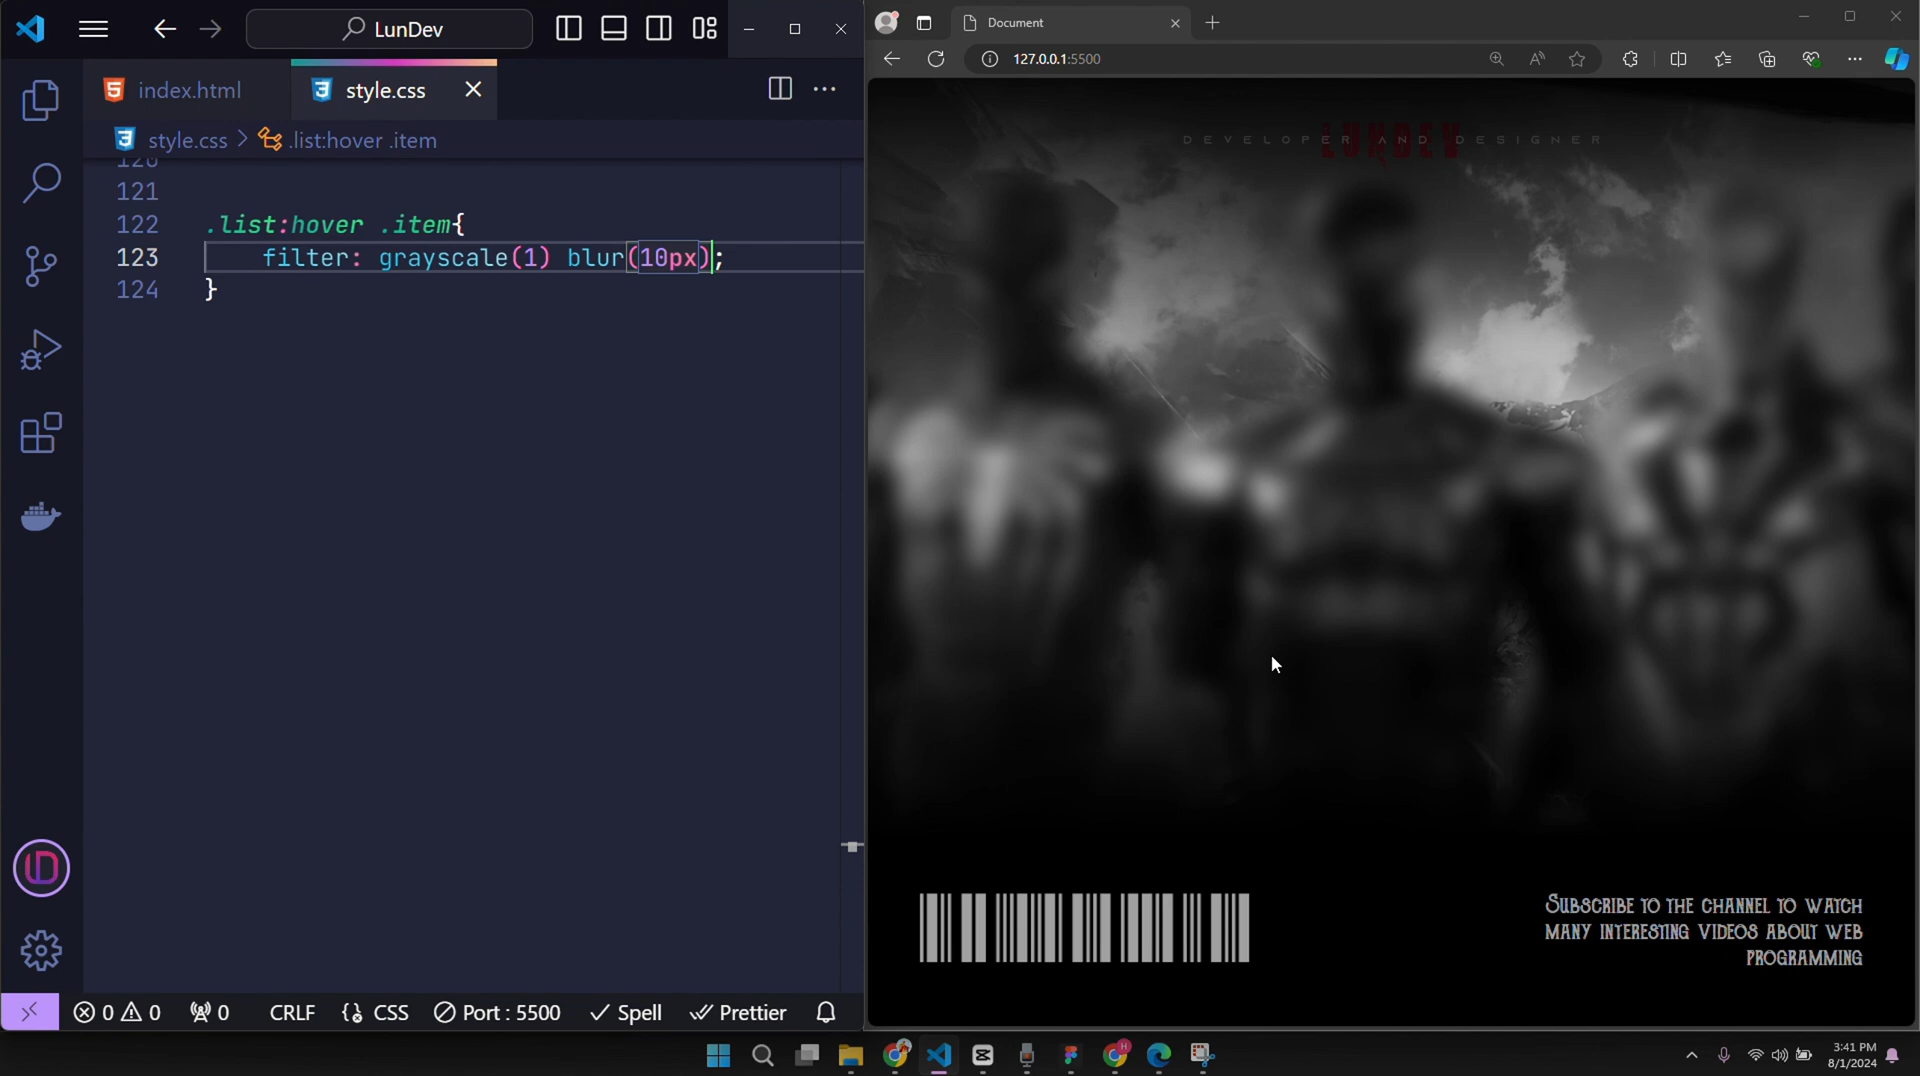 LunDev
index.html
style.css
style.css > .list:hover .item
120
121
122 .list:hover .item{
123 filter: grayscale(1) blur(10px);
124 }
0 0 0 CRLF CSS Port : 5500 Spell Prettier
Document
127.0.0.1:5500
LUNDEV
DEVELOPER AND DESIGNER
SUBSCRIBE TO THE CHANNEL TO WATCH
MANY INTERESTING VIDEOS ABOUT WEB
PROGRAMMING
H
3:41 PM
8/1/2024